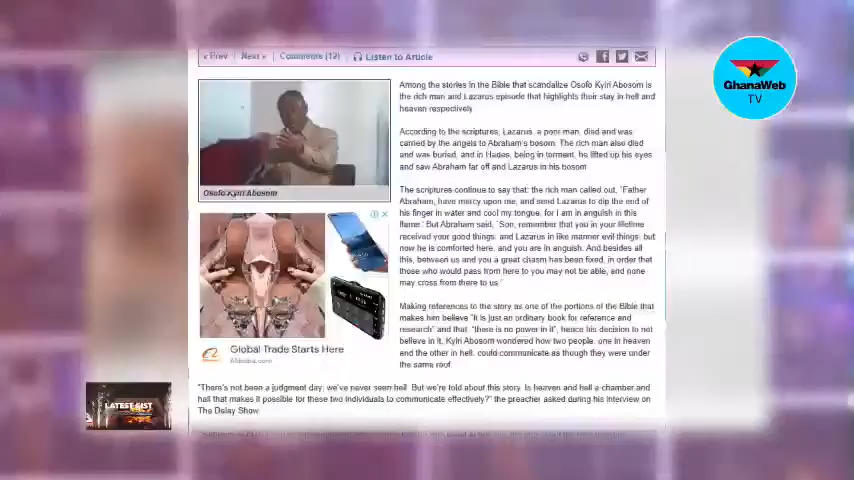 « Prev
Next »
Comments (12)
Listen to Article
GhanaWeb
TV
Among the stories in the Bible that scandalize Osofo Kyiri Abosom is
the rich man and Lazarus episode that highlights their stay in hell and
heaven respectively
According to the scriptures, Lazarus, a poor man, died and was
carried by the angels to Abraham's bosom. The rich man also died
and was buried, and in Hades, being in torment, he lifted up his eyes
and saw Abraham far off and Lazarus in his bosom
Osofo Kyiri Abosom
The scriptures continue to say that: the rich man called out, 'Father
Abraham, have mercy upon me, and send Lazarus to dip the end of
his finger in water and cool my tongue, for I am in anguish in this
flame.' But Abraham said, 'Son, remember that you in your lifetime
received your good things, and Lazarus in like manner evil things; but
now he is comforted here, and you are in anguish. And besides all
this, between us and you a great chasm has been fixed, in order that
those who would pass from here to you may not be able, and none
may cross from there to us.'
Making references to the story as one of the portions of the Bible that
makes him believe "it is just an ordinary book for reference and
research" and that "there is no power in it", hence his decision to not
believe in it, Kyiri Abosom wondered how two people, one in heaven
and the other in hell, could communicate as though they were under
the same roof.
Global Trade Starts Here
Alibaba.com
"There's not been a judgment day; we've never seen hell. But we're told about this story. Is heaven and hell a chamber and
hall that makes it possible for these two individuals to communicate effectively?" the preacher asked during his interview on
The Delay Show
LATEST GIST